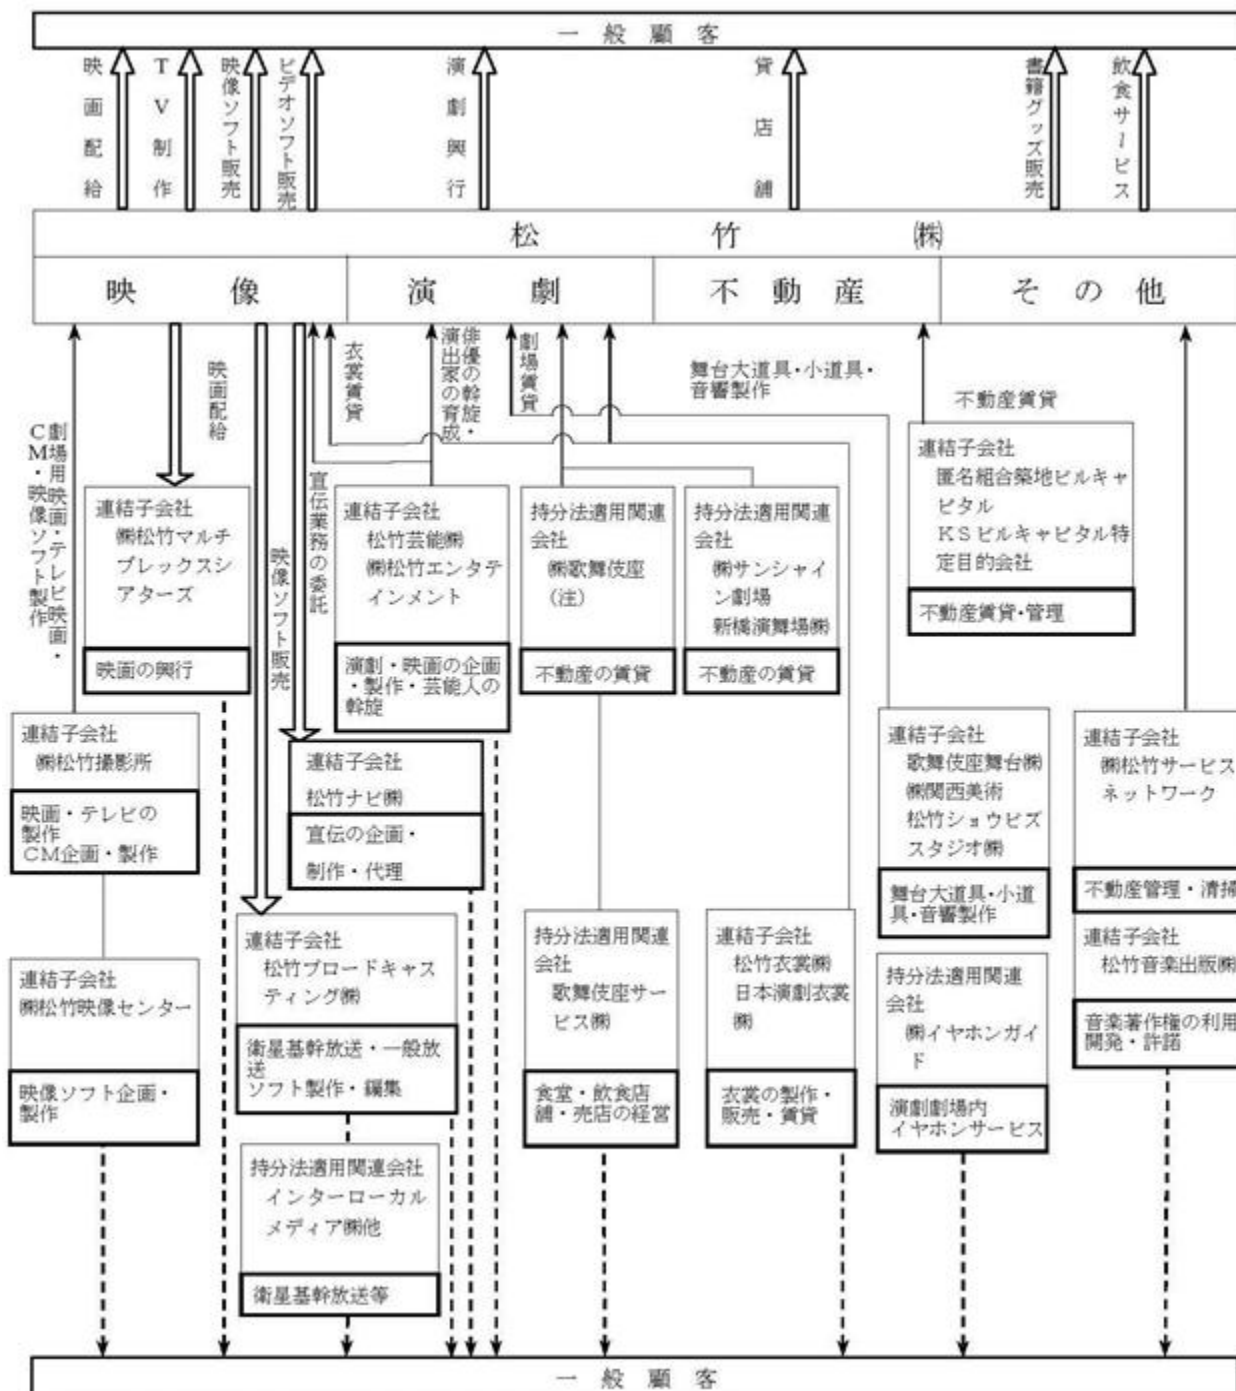 一般顧客
映画配給
TV制作
映像ソフト販売
ビデオソフト販売
演劇興行
貸店舗
書籍グッズ販売
飲食サービス
松竹㈱
映像
演劇
不動産
その他
劇場用映画・テレビ映画・
CM・映像ソフト製作
映画配給
映像ソフト販売
宣伝業務の委託
衣裳賃貸
俳優の斡旋・
演出家の育成
劇場賃貸
舞台大道具・小道具・
音響製作
不動産賃貸
連結子会社
匿名組合築地ビルキャ
ピタル
KSビルキャピタル特
定目的会社
不動産賃貸・管理
連結子会社
㈱松竹マルチ
プレックスシ
アターズ
映画の興行
連結子会社
松竹芸能㈱
㈱松竹エンタテ
インメント
演劇・映画の企画
・製作・芸能人の
斡旋
持分法適用関連
会社
㈱歌舞伎座
(注)
不動産の賃貸
持分法適用関連
会社
㈱サンシャイ
ン劇場
新橋演舞場㈱
不動産の賃貸
連結子会社
㈱松竹撮影所
映画・テレビの
製作
CM企画・製作
連結子会社
松竹ナビ㈱
宣伝の企画・
制作・代理
連結子会社
歌舞伎座舞台㈱
㈱関西美術
松竹ショウビズ
スタジオ㈱
舞台大道具・小道
具・音響製作
連結子会社
㈱松竹サービス
ネットワーク
不動産管理・清掃
連結子会社
㈱松竹映像センター
映像ソフト企画・
製作
連結子会社
松竹ブロードキャス
ティング㈱
衛星基幹放送・一般放
送
ソフト製作・編集
持分法適用関連
会社
歌舞伎座サー
ビス㈱
食堂・飲食店
舗・売店の経営
連結子会社
松竹衣裳㈱
日本演劇衣裳
㈱
衣裳の製作・
販売・賃貸
持分法適用関連
会社
㈱イヤホンガイ
ド
演劇劇場内
イヤホンサービス
連結子会社
松竹音楽出版㈱
音楽著作権の利用
開発・許諾
持分法適用関連会社
インターローカル
メディア㈱他
衛星基幹放送等
一般顧客